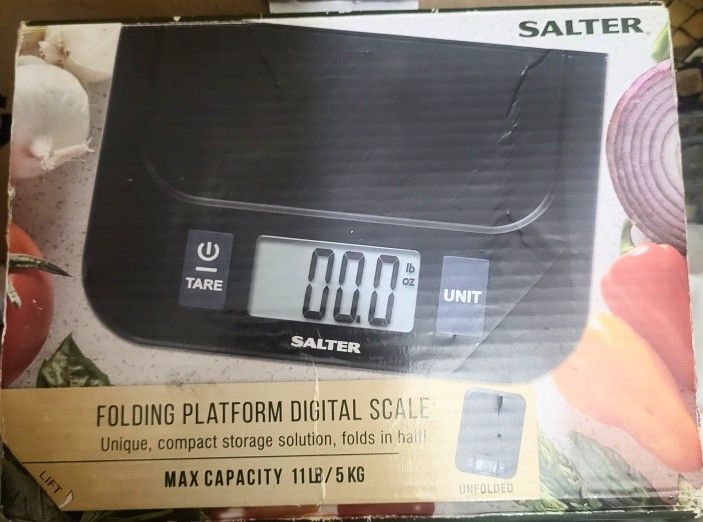 SALTER
TARE
00.0
lb
oz
UNIT
SALTER
FOLDING PLATFORM DIGITAL SCALE
Unique, compact storage solution, folds in half!
MAX CAPACITY 11LB/5KG
LIFT
UNFOLDED